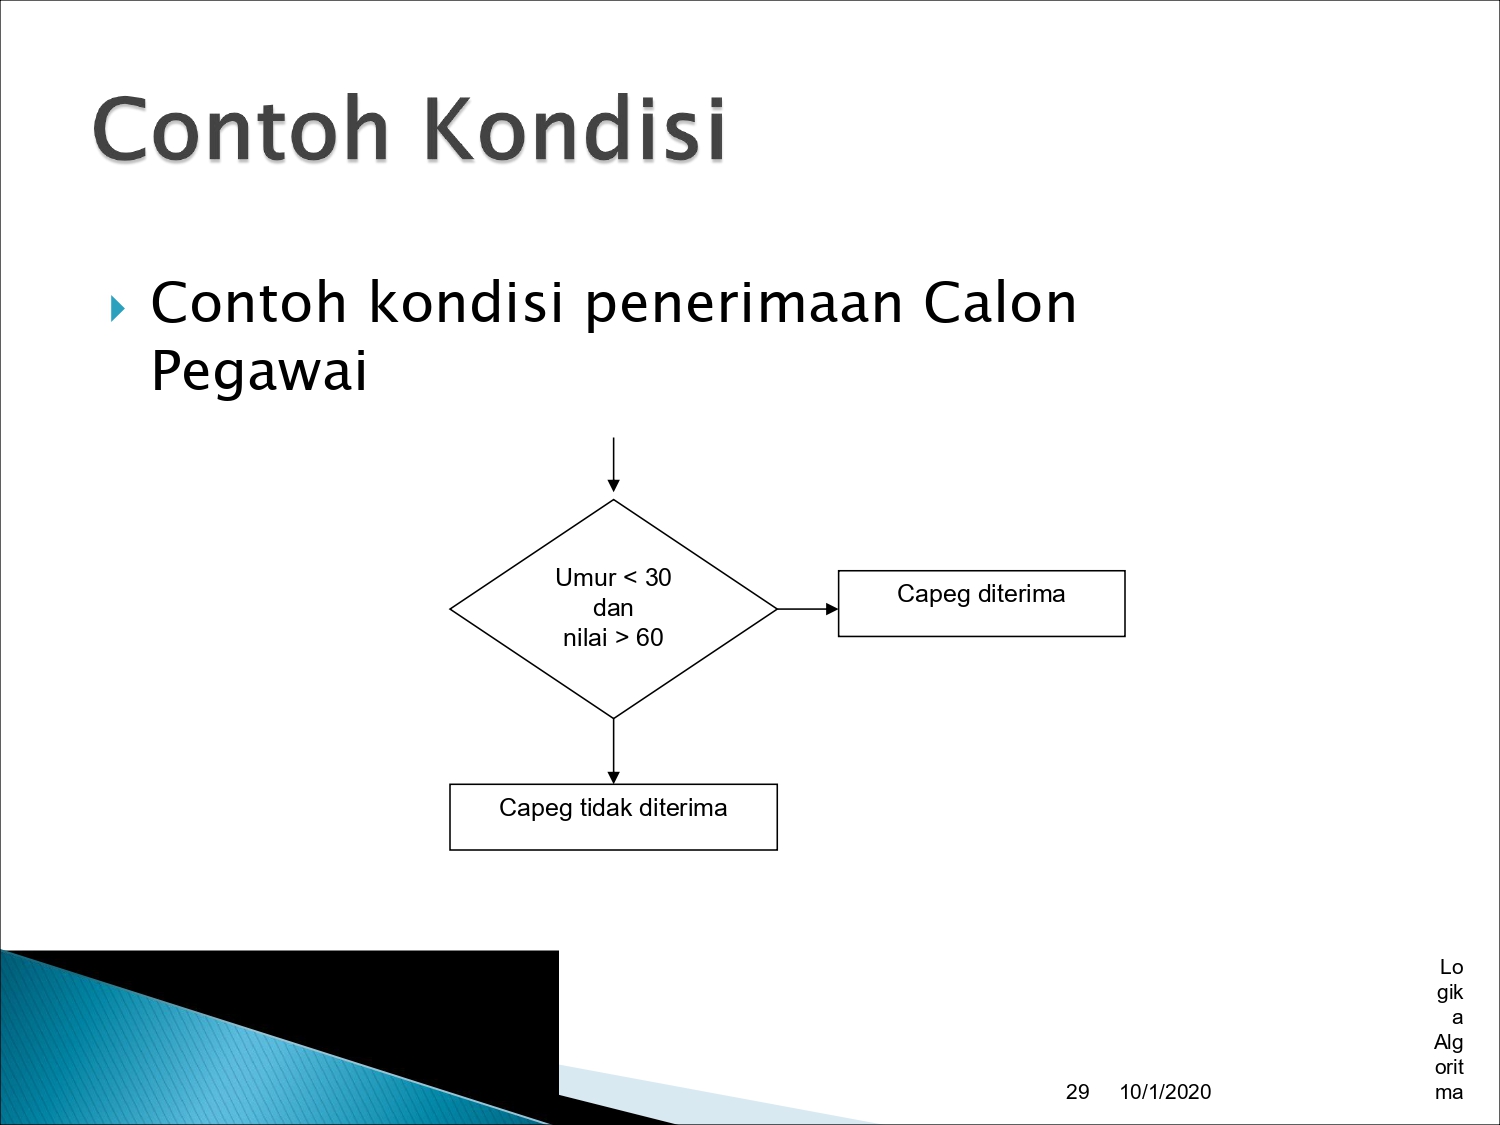 Contoh Kondisi
Contoh kondisi penerimaan Calon
Pegawai
Umur < 30
dan
nilai > 60
Capeg diterima
Capeg tidak diterima
29
10/1/2020
Lo
gik
a
Alg
orit
ma